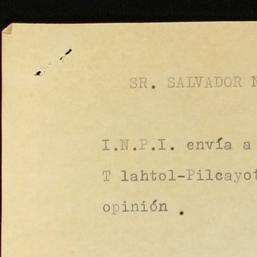 SR. SALVADOR N
I.N.P.I. envía a
T lahtol-Pilcayot
opinión .